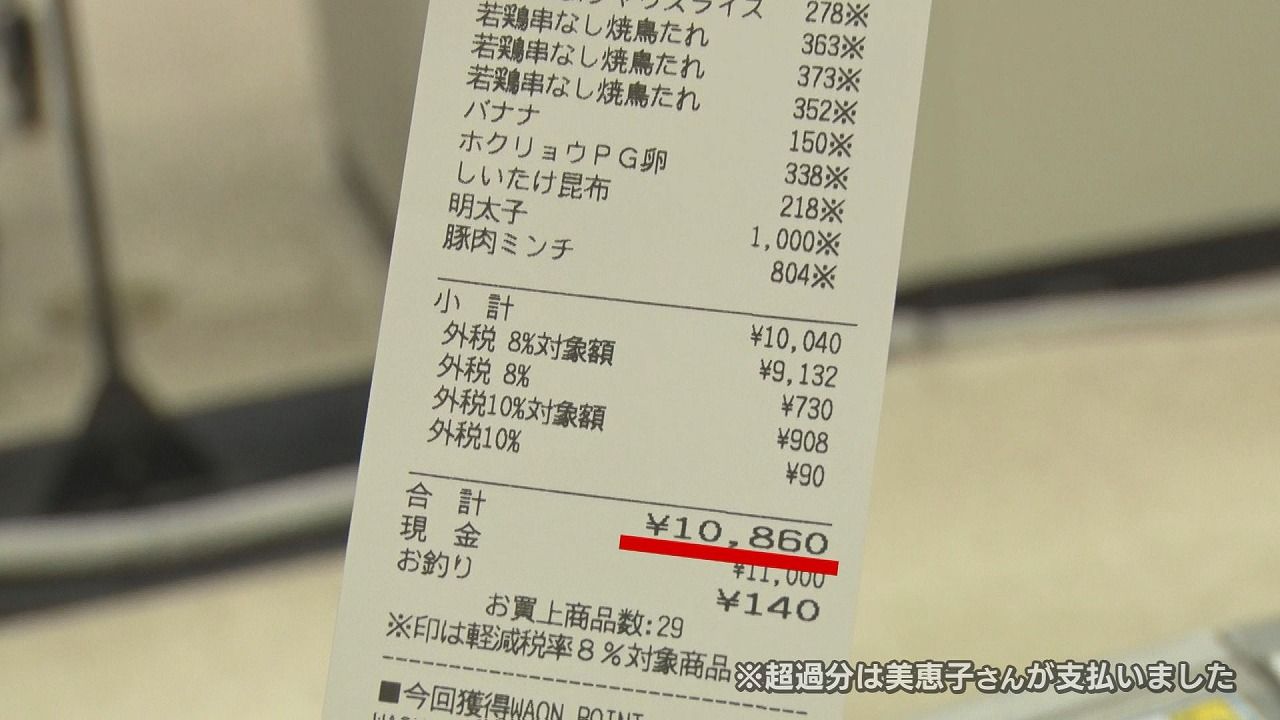 スライス 278※
若鶏串なし焼鳥たれ 363※
若鶏串なし焼鳥たれ 373※
若鶏串なし焼鳥たれ 352※
バナナ 150※
ホクリョウPG卵 338※
しいたけ昆布 218※
明太子 1,000※
豚肉ミンチ 804※
小 計 ¥10,040
外税 8%対象額 ¥9,132
外税 8% ¥730
外税10%対象額 ¥908
外税10% ¥90
合 計 ¥10,860
現 金 ¥11,000
お釣り ¥140
お買上商品数:29
※印は軽減税率8%対象商品
■今回獲得WAON POINT
※超過分は美恵子さんが支払いました